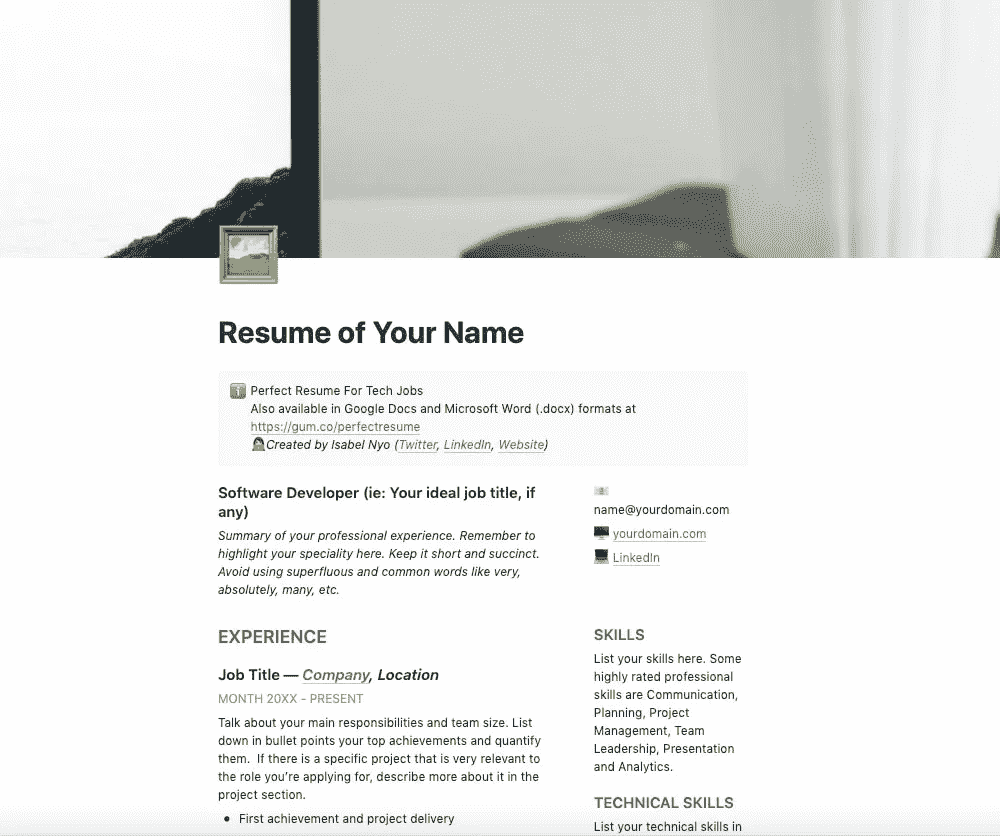 Resume of Your Name
Perfect Resume For Tech Jobs
Also available in Google Docs and Microsoft Word (.docx) formats at
https://gum.co/perfectresume
Created by Isabel Nyo (Twitter, LinkedIn, Website)
Software Developer (ie: Your ideal job title, if
any)
Summary of your professional experience. Remember to
highlight your speciality here. Keep it short and succinct.
Avoid using superfluous and common words like very,
absolutely, many, etc.
name@yourdomain.com
yourdomain.com
LinkedIn
EXPERIENCE
Job Title — Company, Location
MONTH 20XX - PRESENT
Talk about your main responsibilities and team size. List
down in bullet points your top achievements and quantify
them.  If there is a specific project that is very relevant to
the role you’re applying for, describe more about it in the
project section.
• First achievement and project delivery
SKILLS
List your skills here. Some
highly rated professional
skills are Communication,
Planning, Project
Management, Team
Leadership, Presentation
and Analytics.
TECHNICAL SKILLS
List your technical skills in